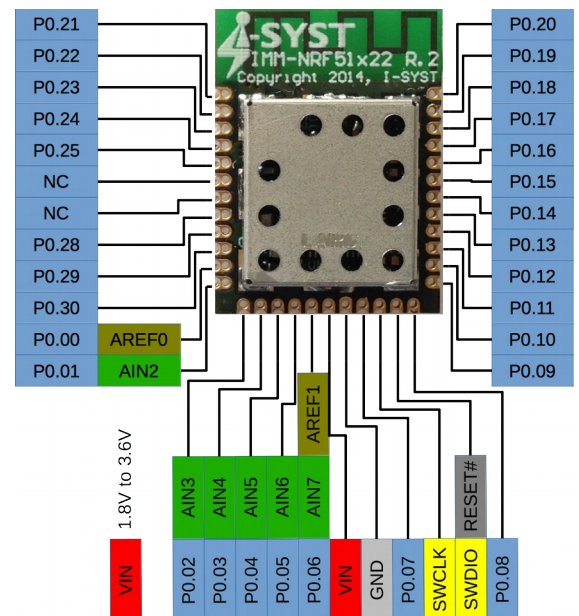 i-SYST
IMM-NRF51x22 R.2
Copyright 2014, I-SYST
P0.21
P0.22
P0.23
P0.24
P0.25
NC
NC
P0.28
P0.29
P0.30
P0.00 AREF0
P0.01 AIN2
P0.20
P0.19
P0.18
P0.17
P0.16
P0.15
P0.14
P0.13
P0.12
P0.11
P0.10
P0.09
VIN 1.8V to 3.6V
P0.02 AIN3
P0.03 AIN4
P0.04 AIN5
P0.05 AIN6
P0.06 AIN7 AREF1
VIN
GND
P0.07
SWCLK
SWDIO RESET#
P0.08